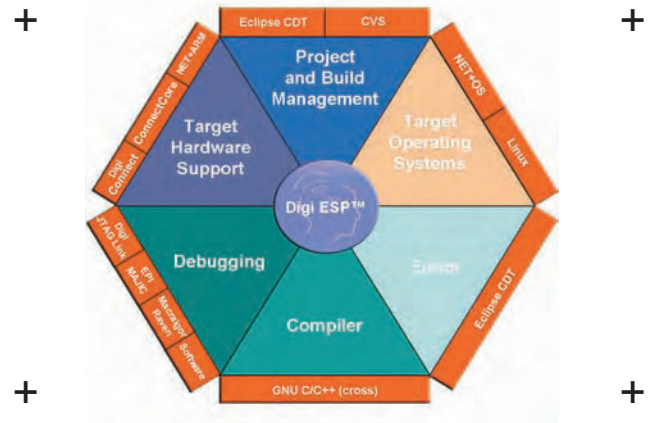 Eclipse CDT
CVS
Project
and Build
Management
NET+ARM
ConnectCore
Digi
Connect
Target
Hardware
Support
Target
Operating
Systems
NET+OS
Linux
Digi ESP™
Debugging
Editor
Compiler
Digi
JTAG Link
EPI
MAJIC
Macraigor
Raven
Software
Eclipse CDT
GNU C/C++ (cross)